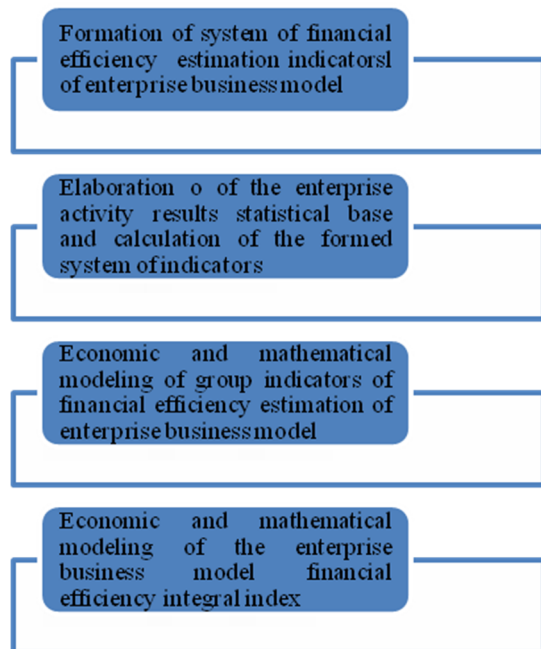 Formation of system of financial
efficiency estimation indicatorsl
of enterprise business model
Elaboration o of the enterprise
activity results statistical base
and calculation of the formed
system of indicators
Economic and mathematical
modeling of group indicators of
financial efficiency estimation of
enterprise business model
Economic and mathematical
modeling of the enterprise
business model financial
efficiency integral index